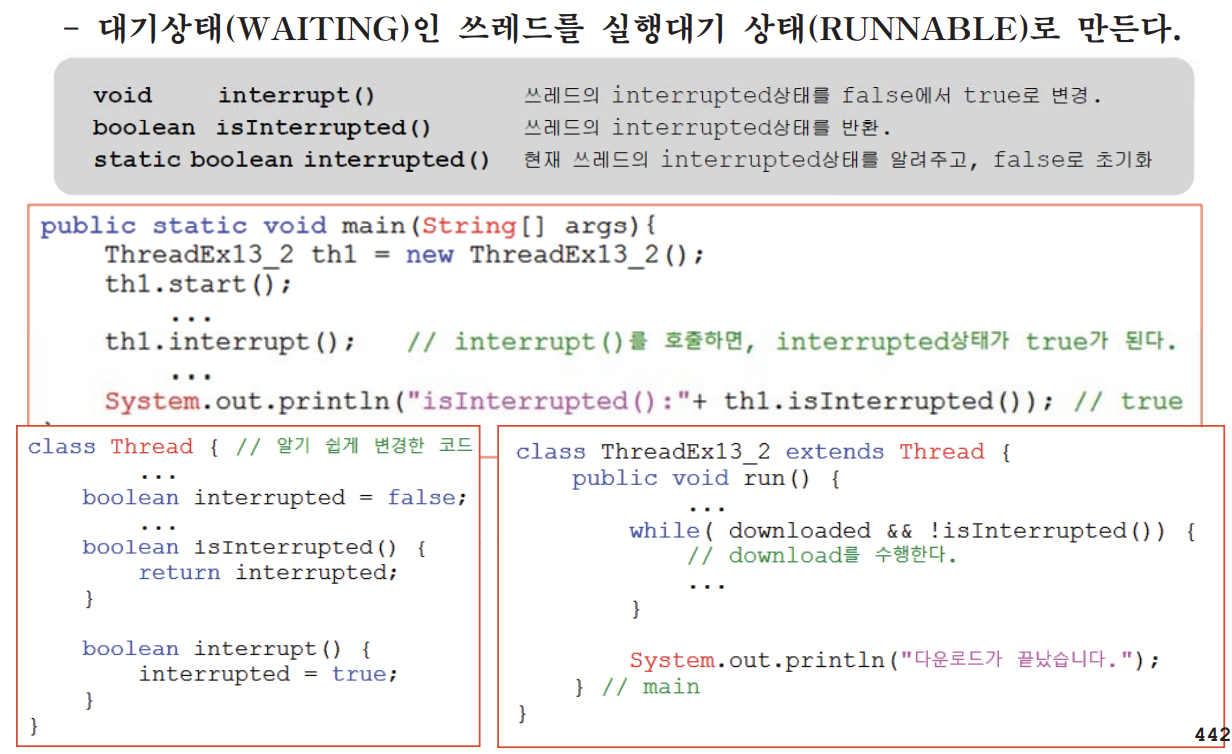 - 대기상태(WAITING)인 쓰레드를 실행대기 상태(RUNNABLE)로 만든다.
void interrupt() 쓰레드의 interrupted상태를 false에서 true로 변경.
boolean isInterrupted() 쓰레드의 interrupted상태를 반환.
static boolean interrupted() 현재 쓰레드의 interrupted상태를 알려주고, false로 초기화
public static void main(String[] args){
ThreadEx13_2 th1 = new ThreadEx13_2();
th1.start();
...
th1.interrupt(); // interrupt()를 호출하면, interrupted상태가 true가 된다.
...
System.out.println("isInterrupted():"+ th1.isInterrupted()); // true
class Thread { // 알기 쉽게 변경한 코드
...
boolean interrupted = false;
...
boolean isInterrupted() {
return interrupted;
}
boolean interrupt() {
interrupted = true;
}
}
class ThreadEx13_2 extends Thread {
public void run() {
...
while( downloaded && !isInterrupted()) {
// download를 수행한다.
...
}
System.out.println("다운로드가 끝났습니다.");
} // main
}
442